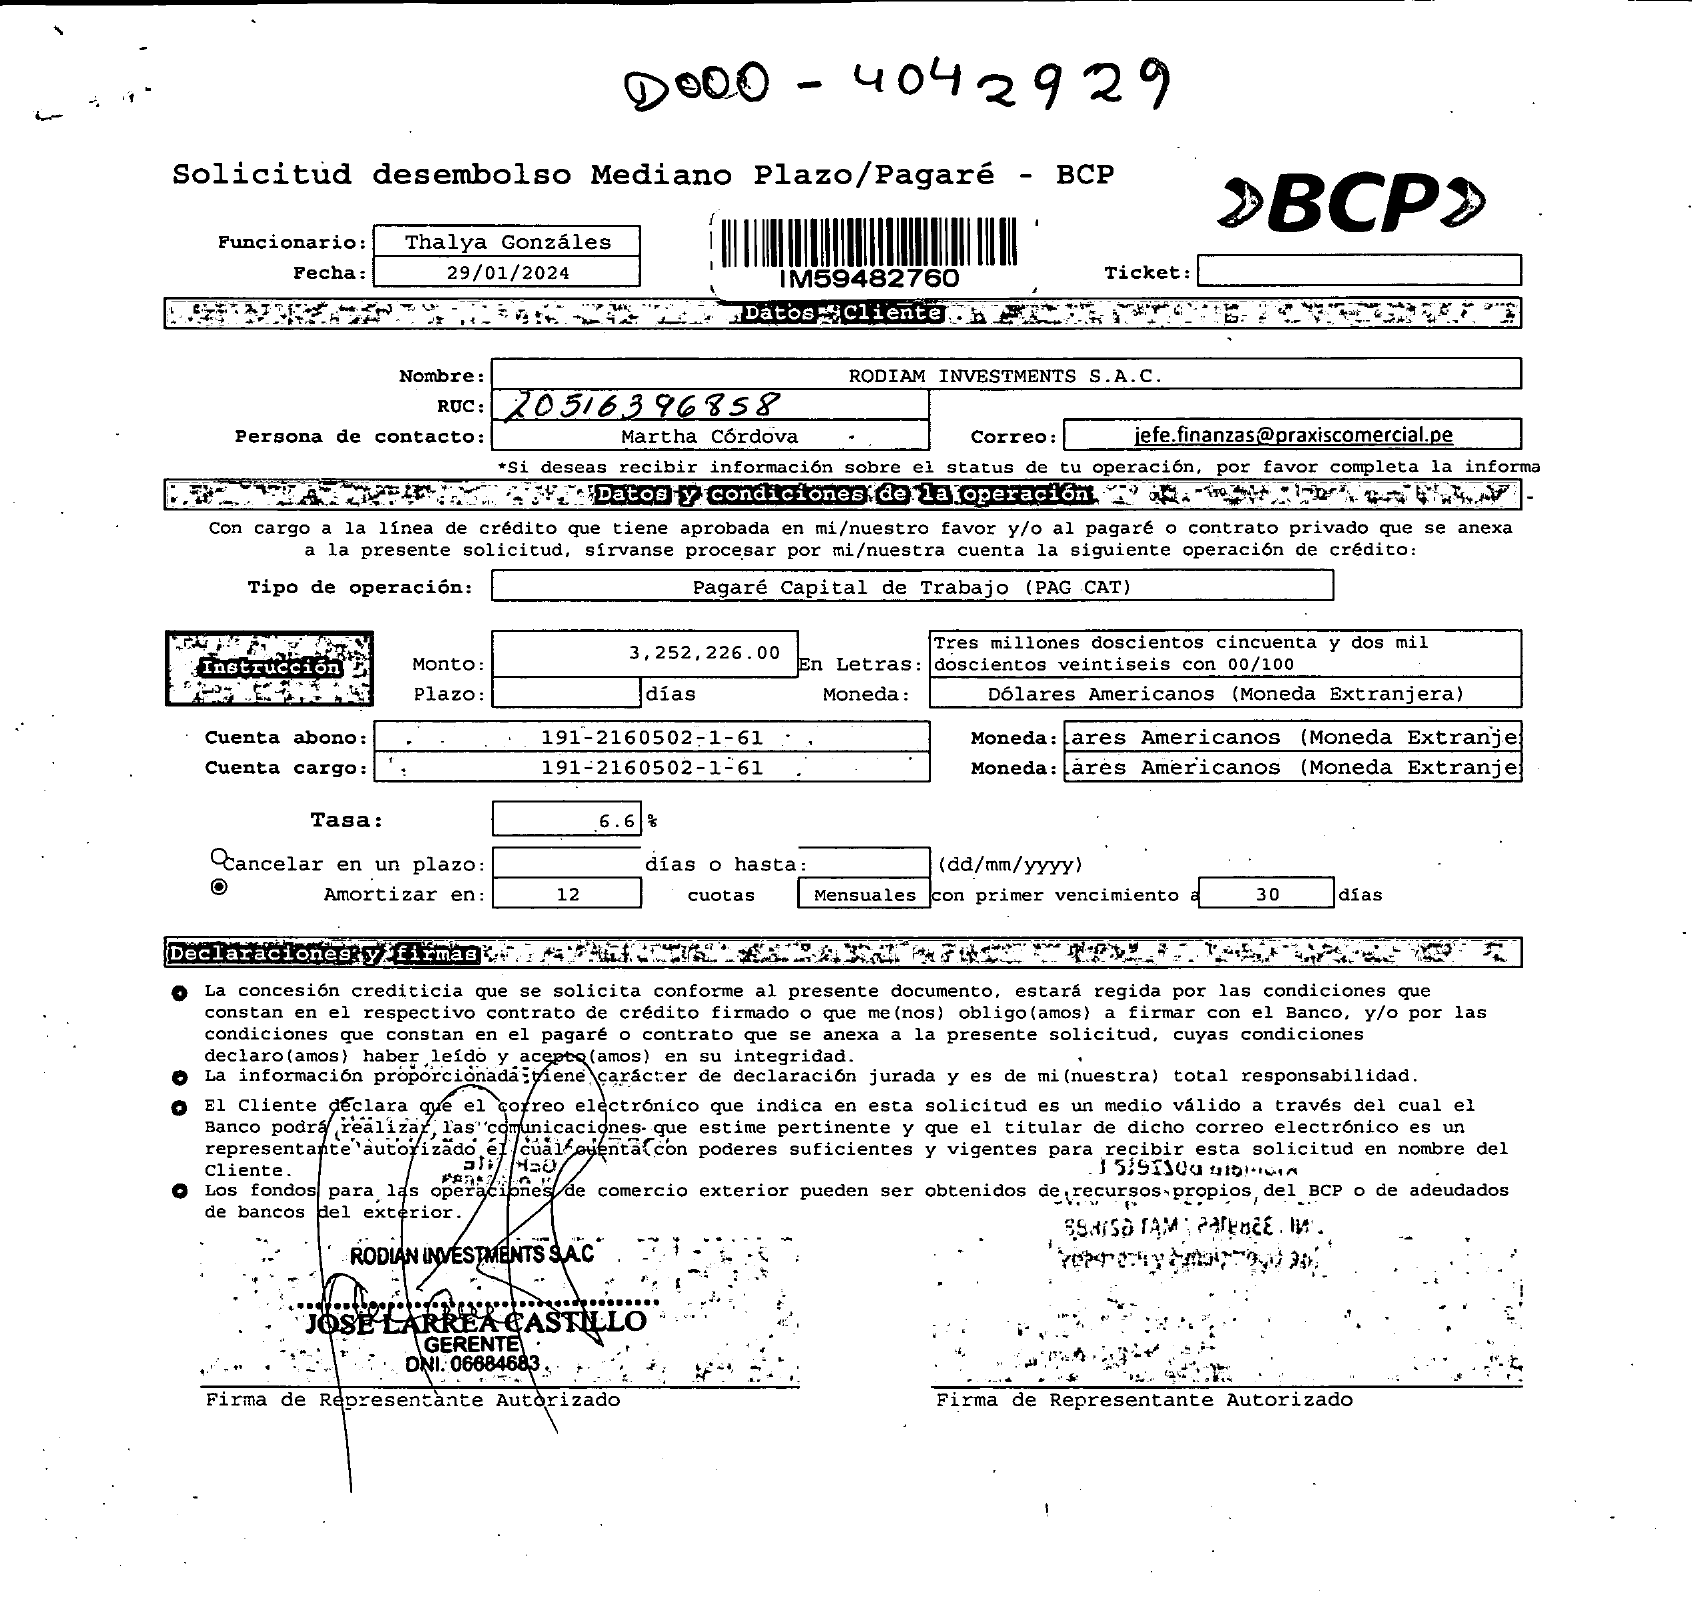 D000 - 4042929
Solicitud desembolso Mediano Plazo/Pagaré - BCP
»BCP»
Funcionario: Thalya Gonzáles
Fecha: 29/01/2024
IM59482760
Ticket:
Datos Cliente
Nombre: RODIAM INVESTMENTS S.A.C.
RUC: 20516396858
Persona de contacto: Martha Córdova Correo: jefe.finanzas@praxiscomercial.pe
*Si deseas recibir información sobre el status de tu operación, por favor completa la informa
Datos y condiciones de la operación
Con cargo a la línea de crédito que tiene aprobada en mi/nuestro favor y/o al pagaré o contrato privado que se anexa
a la presente solicitud, sírvanse procesar por mi/nuestra cuenta la siguiente operación de crédito:
Tipo de operación: Pagaré Capital de Trabajo (PAG CAT)
Instrucción
Monto: 3,252,226.00 En Letras: Tres millones doscientos cincuenta y dos mil
doscientos veintiseis con 00/100
Plazo: días Moneda: Dólares Americanos (Moneda Extranjera)
Cuenta abono: 191-2160502-1-61 Moneda: ares Americanos (Moneda Extranje
Cuenta cargo: 191-2160502-1-61 Moneda: ares Americanos (Moneda Extranje
Tasa: 6.6 %
Cancelar en un plazo: días o hasta: (dd/mm/yyyy)
Amortizar en: 12 cuotas Mensuales con primer vencimiento a 30 días
Declaraciones y firmas
La concesión crediticia que se solicita conforme al presente documento, estará regida por las condiciones que
constan en el respectivo contrato de crédito firmado o que me(nos) obligo(amos) a firmar con el Banco, y/o por las
condiciones que constan en el pagaré o contrato que se anexa a la presente solicitud, cuyas condiciones
declaro(amos) haber leído y acepto(amos) en su integridad.
La información proporcionada tiene carácter de declaración jurada y es de mi(nuestra) total responsabilidad.
El Cliente declara que el correo electrónico que indica en esta solicitud es un medio válido a través del cual el
Banco podrá realizar las comunicaciones que estime pertinente y que el titular de dicho correo electrónico es un
representante autorizado el cual cuenta con poderes suficientes y vigentes para recibir esta solicitud en nombre del
Cliente.
Los fondos para las operaciones de comercio exterior pueden ser obtenidos de recursos propios del BCP o de adeudados
de bancos del exterior.
RODIAN INVESTMENTS S.A.C
JOSE LARREA CASTILLO
GERENTE
DNI. 06684683
Firma de Representante Autorizado Firma de Representante Autorizado